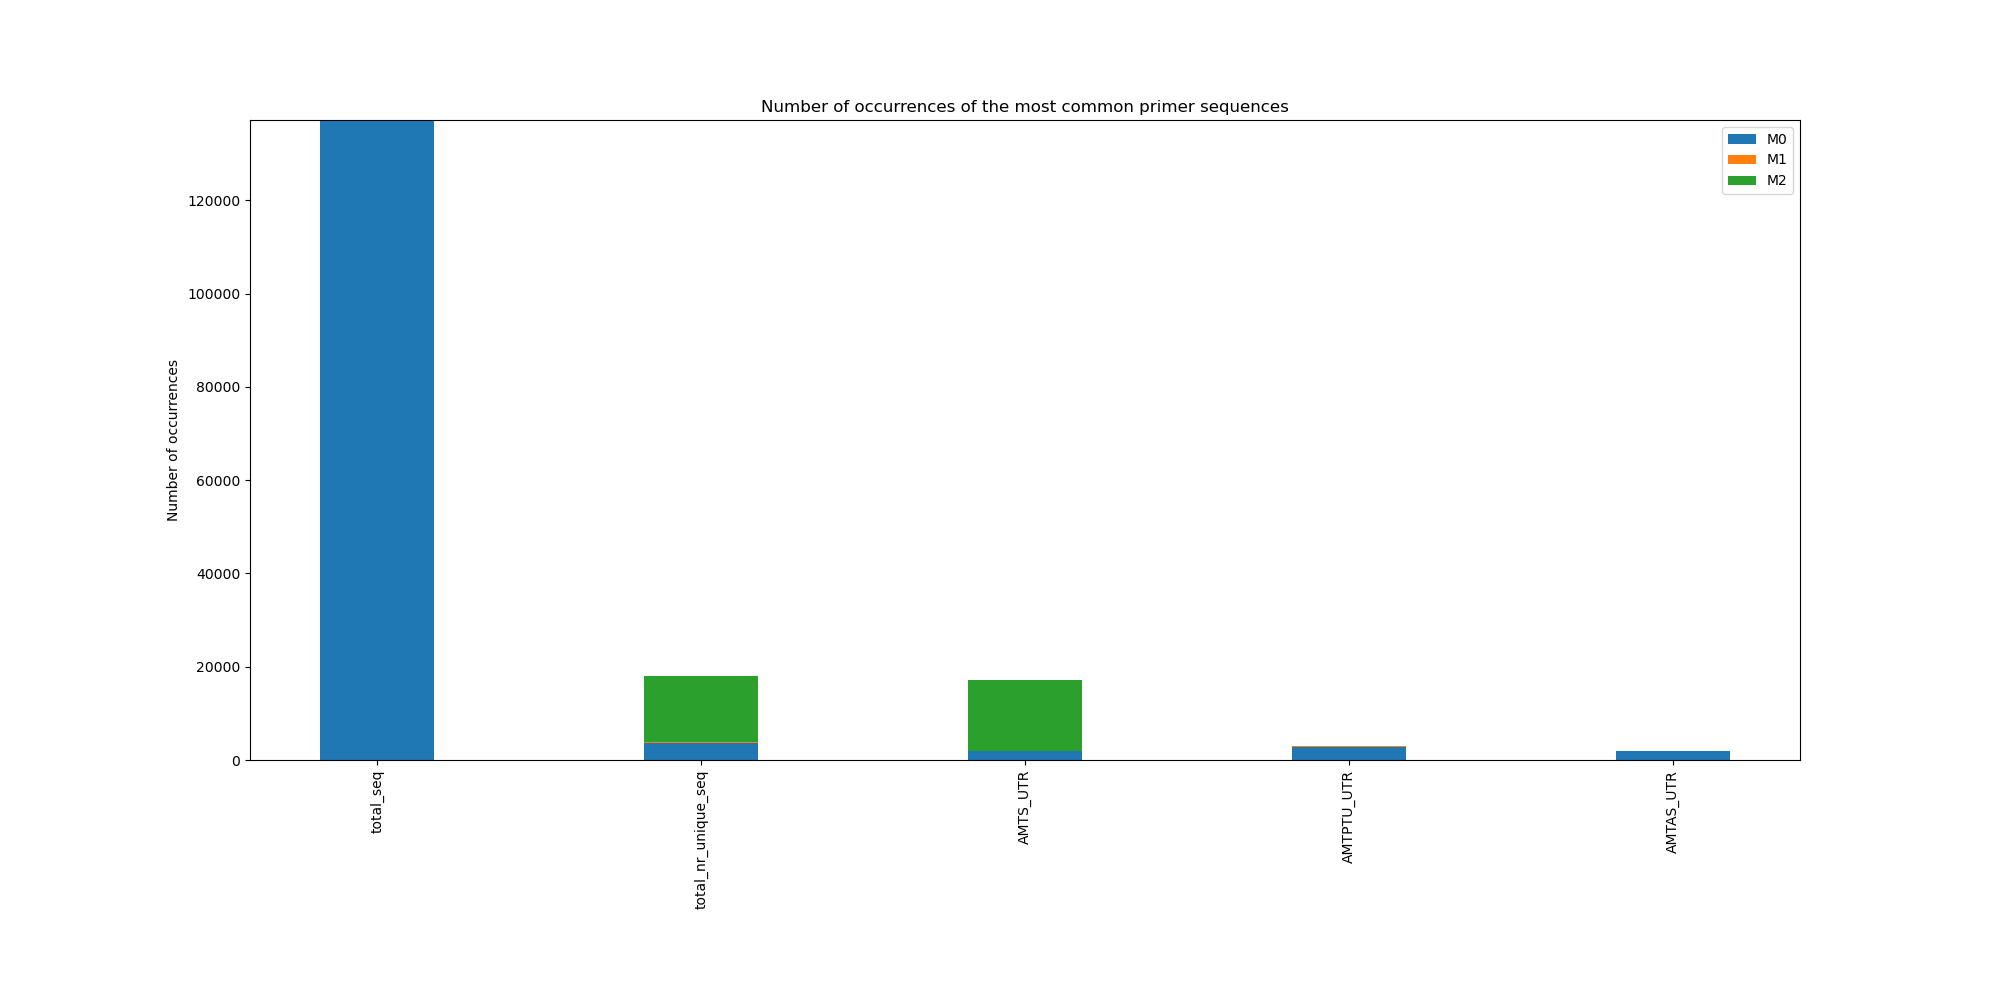 Number of occurrences of the most common primer sequences
M0
M1
M2
120000
100000
80000
60000
40000
20000
0
Number of occurrences
total_seq
total_nr_unique_seq
AMTS_UTR
AMTPTU_UTR
AMTAS_UTR